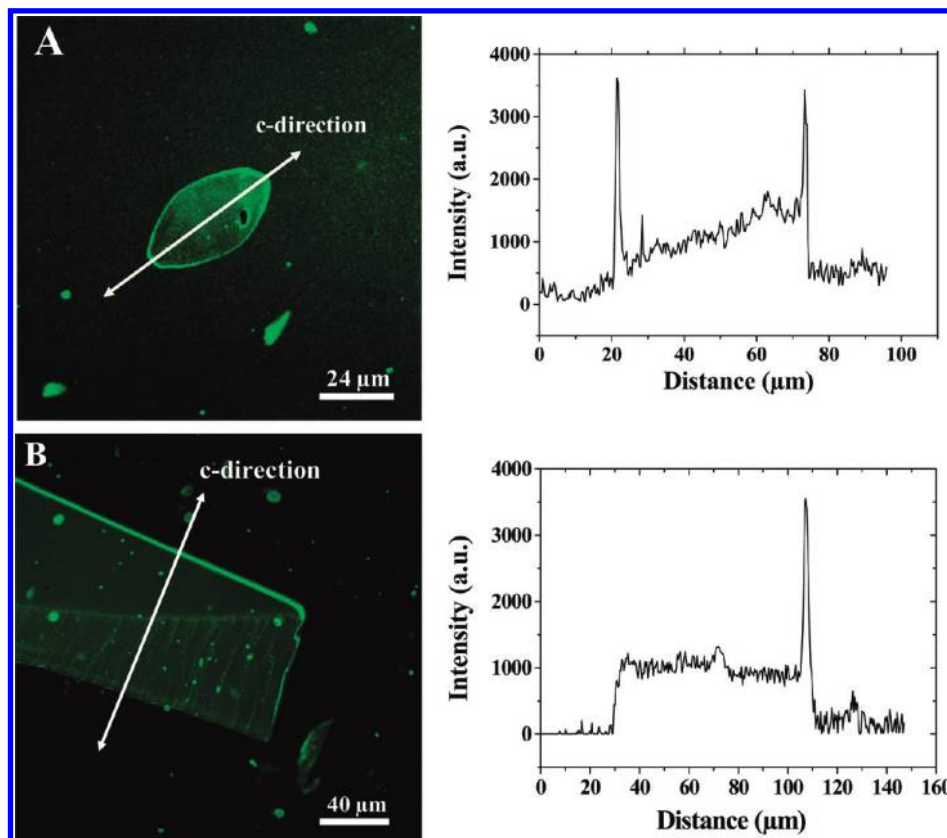 A
c-direction
24 µm
4000
3000
2000
1000
0
Intensity (a.u.)
0 20 40 60 80 100
Distance (µm)
B
c-direction
40 µm
4000
3000
2000
1000
0
Intensity (a.u.)
0 20 40 60 80 100 120 140 160
Distance (µm)